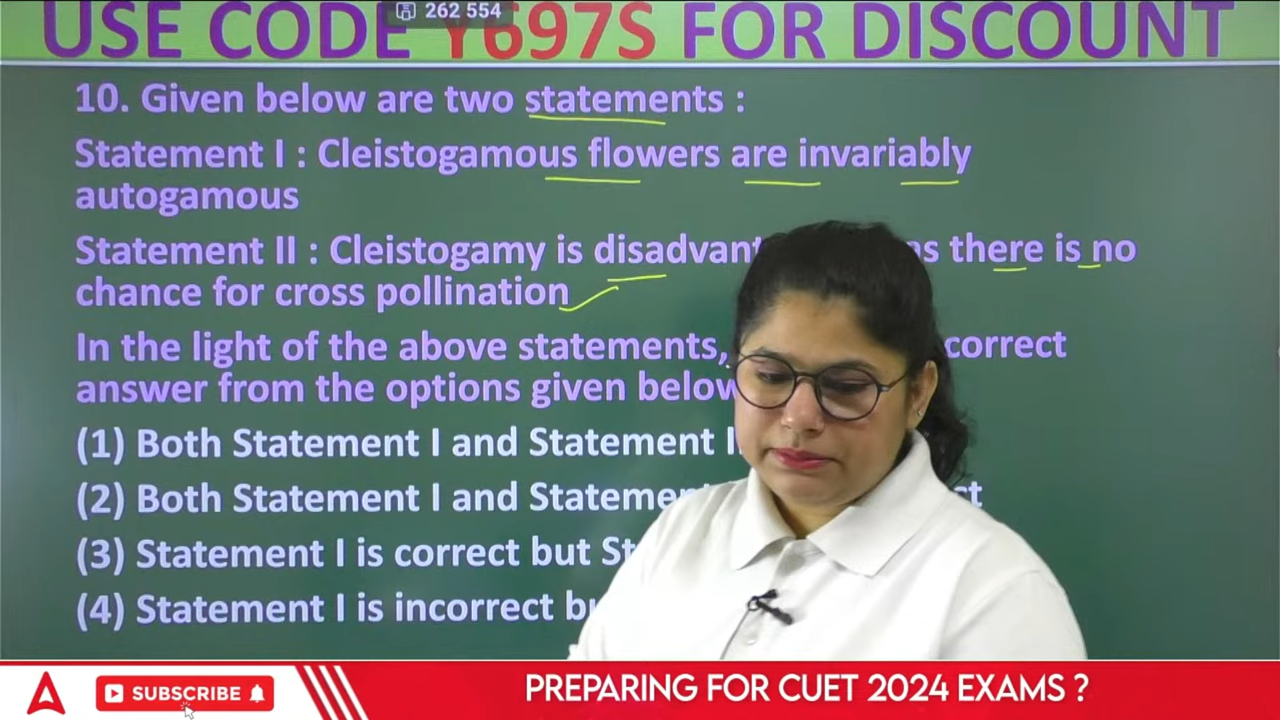 USE CODE Y697S FOR DISCOUNT
262 554
10. Given below are two statements :
Statement I : Cleistogamous flowers are invariably
autogamous
Statement II : Cleistogamy is disadvant as there is no
chance for cross pollination
In the light of the above statements, correct
answer from the options given below
(1) Both Statement I and Statement
(2) Both Statement I and
(3) Statement I is correct but
(4) Statement I is incorrect
SUBSCRIBE
PREPARING FOR CUET 2024 EXAMS ?